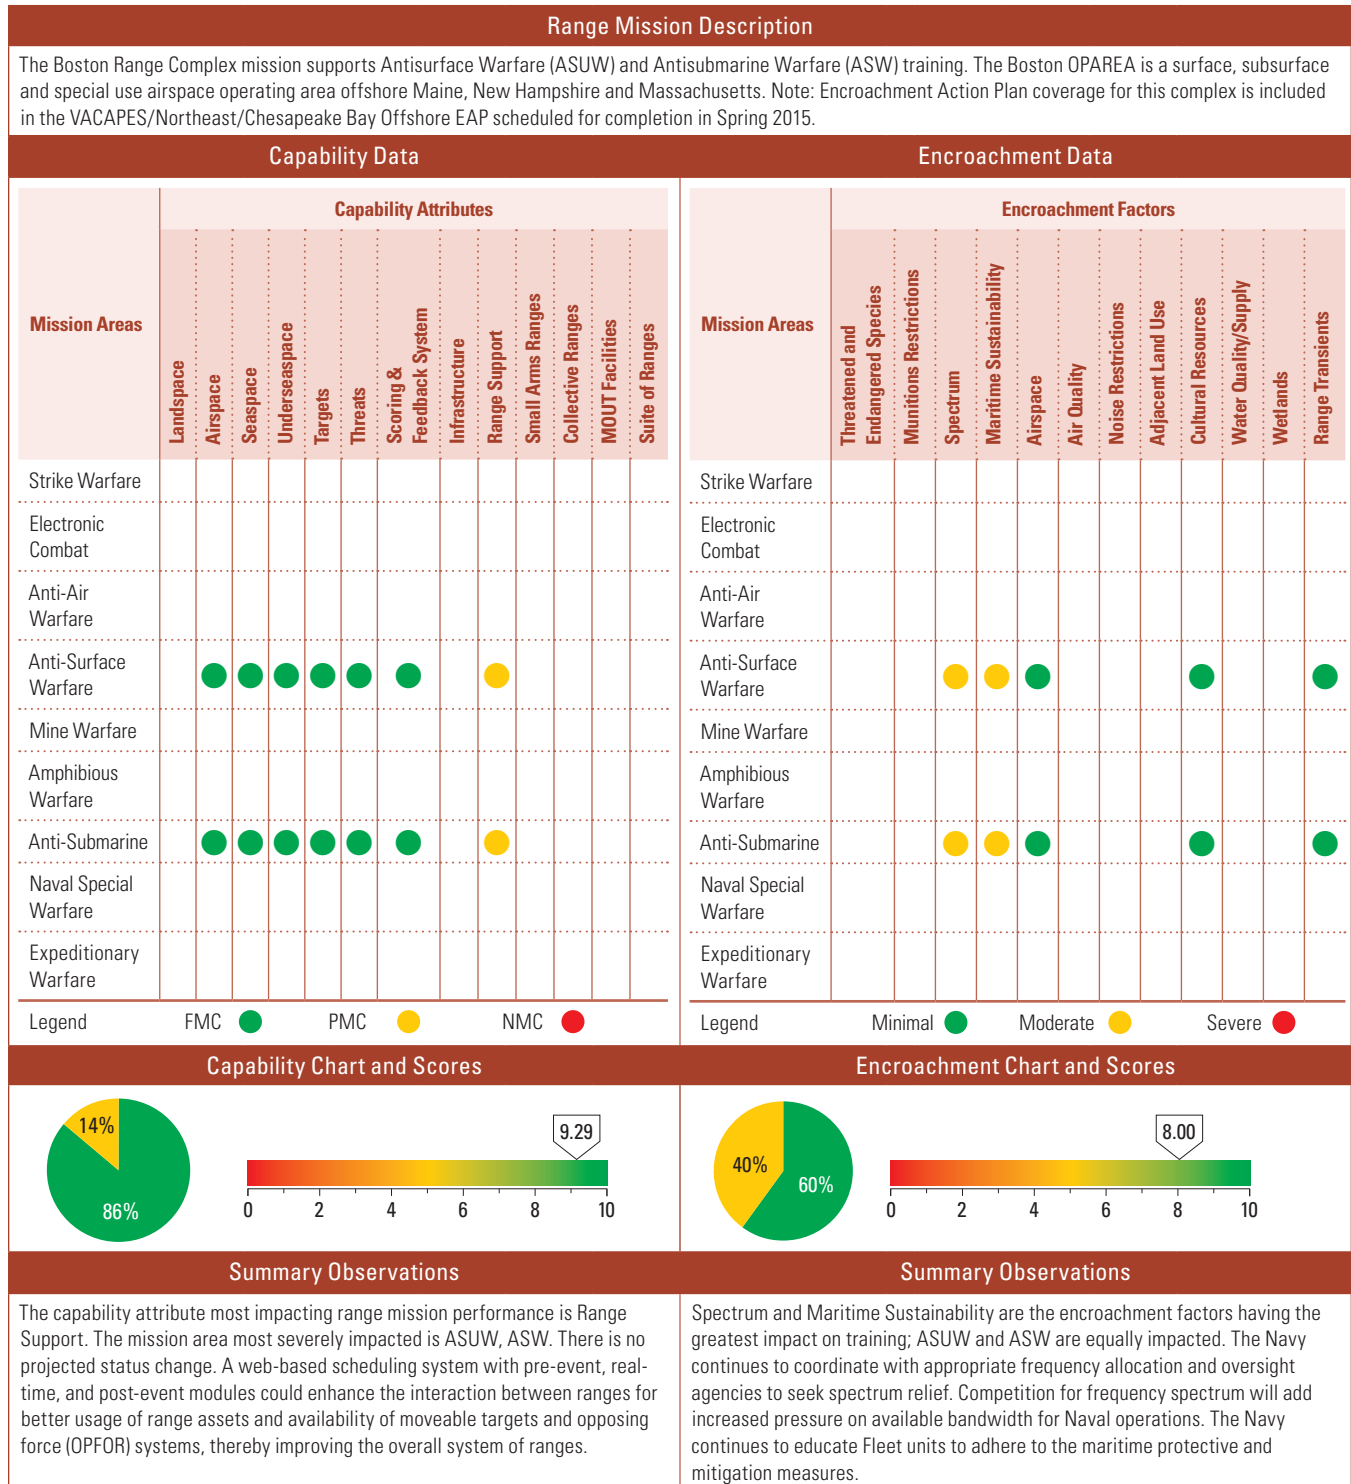 Range Mission Description
The Boston Range Complex mission supports Antisurface Warfare (ASUW) and Antisubmarine Warfare (ASW) training. The Boston OPAREA is a surface, subsurface
and special use airspace operating area offshore Maine, New Hampshire and Massachusetts. Note: Encroachment Action Plan coverage for this complex is included
in the VACAPES/Northeast/Chesapeake Bay Offshore EAP scheduled for completion in Spring 2015.
Capability Data
Mission Areas
Capability Attributes
Landspace
Airspace
Seaspace
Underseaspace
Targets
Threats
Scoring &
Feedback System
Infrastructure
Range Support
Small Arms Ranges
Collective Ranges
MOUT Facilities
Suite of Ranges
Strike Warfare
Electronic
Combat
Anti-Air
Warfare
Anti-Surface
Warfare
Mine Warfare
Amphibious
Warfare
Anti-Submarine
Naval Special
Warfare
Expeditionary
Warfare
Legend FMC PMC NMC
Encroachment Data
Mission Areas
Encroachment Factors
Threatened and
Endangered Species
Munitions Restrictions
Spectrum
Maritime Sustainability
Airspace
Air Quality
Noise Restrictions
Adjacent Land Use
Cultural Resources
Water Quality/Supply
Wetlands
Range Transients
Strike Warfare
Electronic
Combat
Anti-Air
Warfare
Anti-Surface
Warfare
Mine Warfare
Amphibious
Warfare
Anti-Submarine
Naval Special
Warfare
Expeditionary
Warfare
Legend Minimal Moderate Severe
Capability Chart and Scores
14%
86%
9.29
0 2 4 6 8 10
Encroachment Chart and Scores
40%
60%
8.00
0 2 4 6 8 10
Summary Observations
The capability attribute most impacting range mission performance is Range
Support. The mission area most severely impacted is ASUW, ASW. There is no
projected status change. A web-based scheduling system with pre-event, real-
time, and post-event modules could enhance the interaction between ranges for
better usage of range assets and availability of moveable targets and opposing
force (OPFOR) systems, thereby improving the overall system of ranges.
Summary Observations
Spectrum and Maritime Sustainability are the encroachment factors having the
greatest impact on training; ASUW and ASW are equally impacted. The Navy
continues to coordinate with appropriate frequency allocation and oversight
agencies to seek spectrum relief. Competition for frequency spectrum will add
increased pressure on available bandwidth for Naval operations. The Navy
continues to educate Fleet units to adhere to the maritime protective and
mitigation measures.